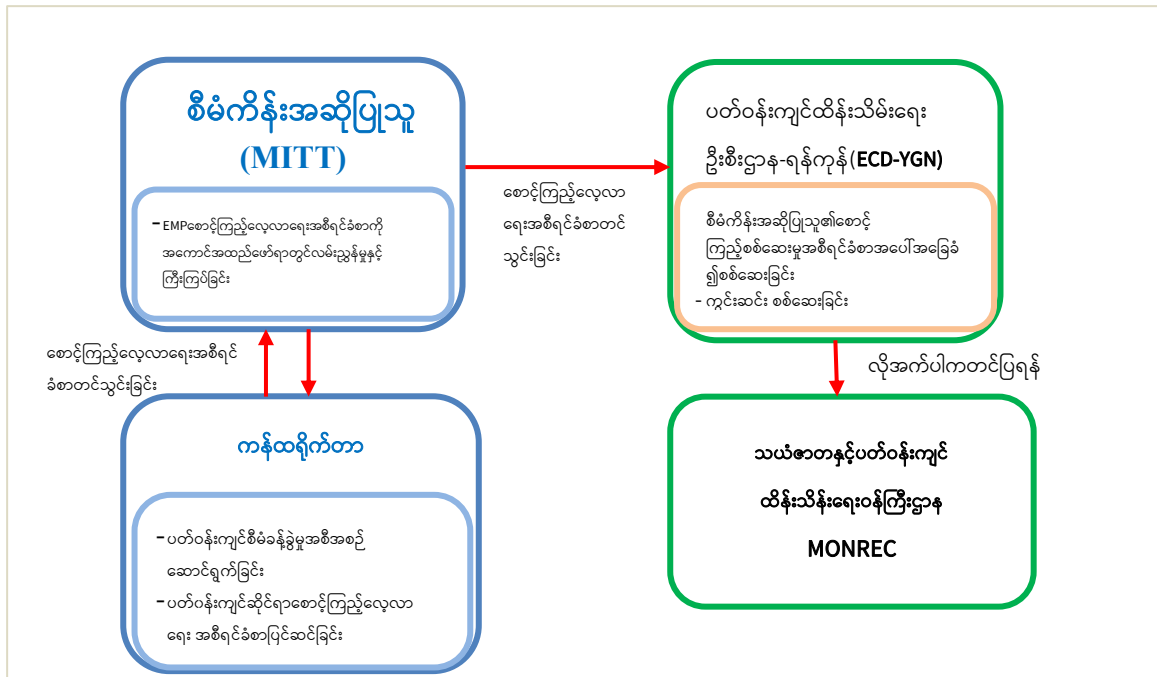 စီမံကိန်းအဆိုပြုသူ
(MITT)
– EMPစောင့်ကြည့်လေ့လာရေးအစီရင်ခံစာကို
အကောင်အထည်ဖော်ရာတွင်လမ်းညွှန်မှုနှင့်
ကြီးကြပ်ခြင်း
စောင့်ကြည့်လေ့လာ
ရေးအစီရင်ခံစာတင်
သွင်းခြင်း
ပတ်ဝန်းကျင်ထိန်းသိမ်းရေး
ဦးစီးဌာန-ရန်ကုန်(ECD-YGN)
စီမံကိန်းအဆိုပြုသူ၏စောင့်
ကြည့်စစ်ဆေးမှုအစီရင်ခံစာအပေါ်အခြေခံ
၍စစ်ဆေးခြင်း
- ကွင်းဆင်း စစ်ဆေးခြင်း
စောင့်ကြည့်လေ့လာရေးအစီရင်
ခံစာတင်သွင်းခြင်း
လိုအက်ပါကတင်ပြရန်
ကန်ထရိုက်တာ
– ပတ်ဝန်းကျင်စီမံခန့်ခွဲမှုအစီအစဉ်
ဆောင်ရွက်ခြင်း
– ပတ်ဝန်းကျင်ဆိုင်ရာစောင့်ကြည့်လေ့လာ
ရေး အစီရင်ခံစာပြင်ဆင်ခြင်း
သယံဇာတနှင့်ပတ်ဝန်းကျင်
ထိန်းသိန်းရေးဝန်ကြီးဌာန
MONREC